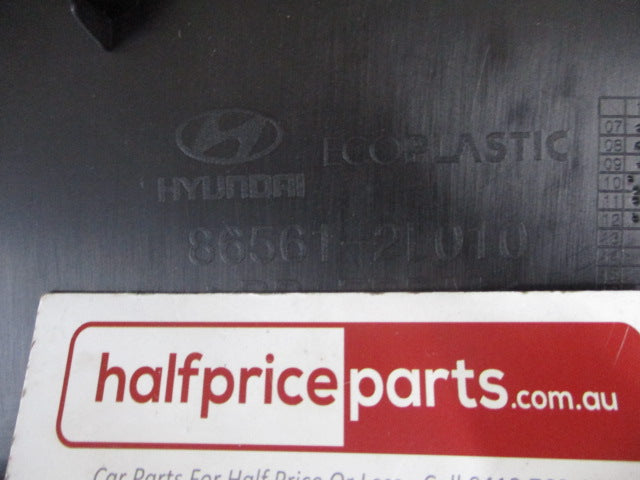 ECOPLASTIC
HYUNDAI
86561-2L010
07
08
09
10
11
12
halfpriceparts.com.au
Car Parts For Half Price Or Less Call